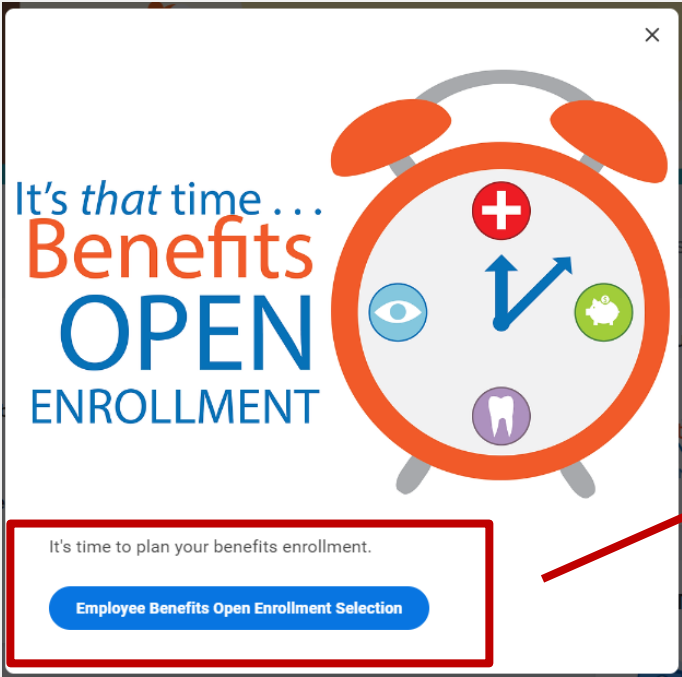 It's that time . . .
Benefits
OPEN
ENROLLMENT
It's time to plan your benefits enrollment.
Employee Benefits Open Enrollment Selection